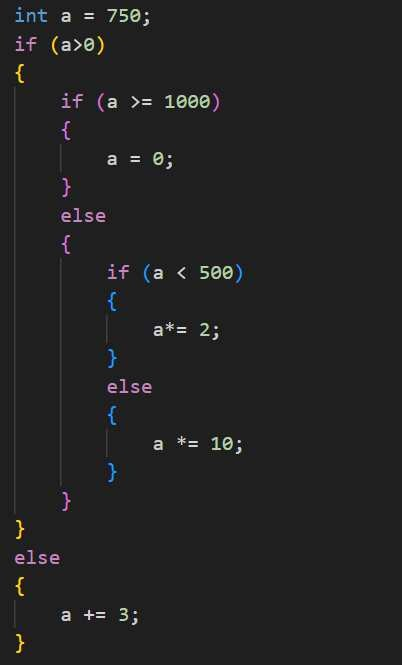 int a = 750;
if (a>0)
{
    if (a >= 1000)
    {
        a = 0;
    }
    else
    {
        if (a < 500)
        {
            a*= 2;
        }
        else
        {
            a *= 10;
        }
    }
}
else
{
    a += 3;
}